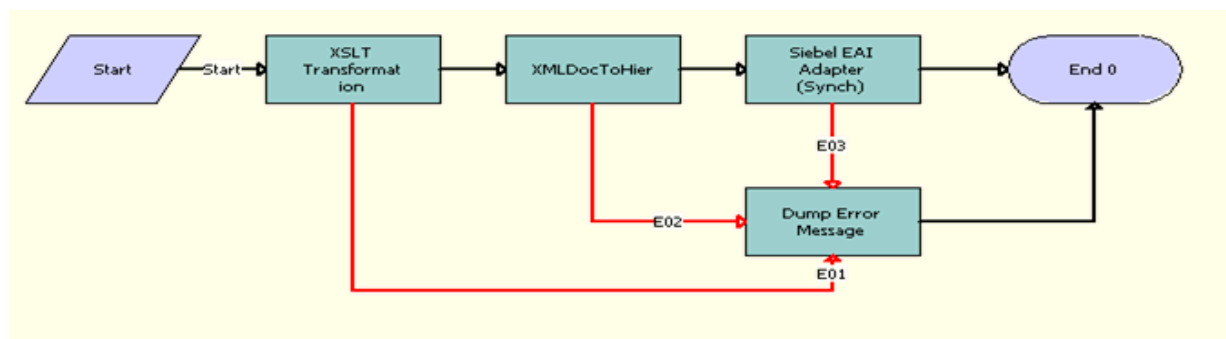 Start
Start
XSLT
Transformat
ion
XMLDocToHier
Siebel EAI
Adapter
(Synch)
End 0
E03
Dump Error
Message
E02
E01